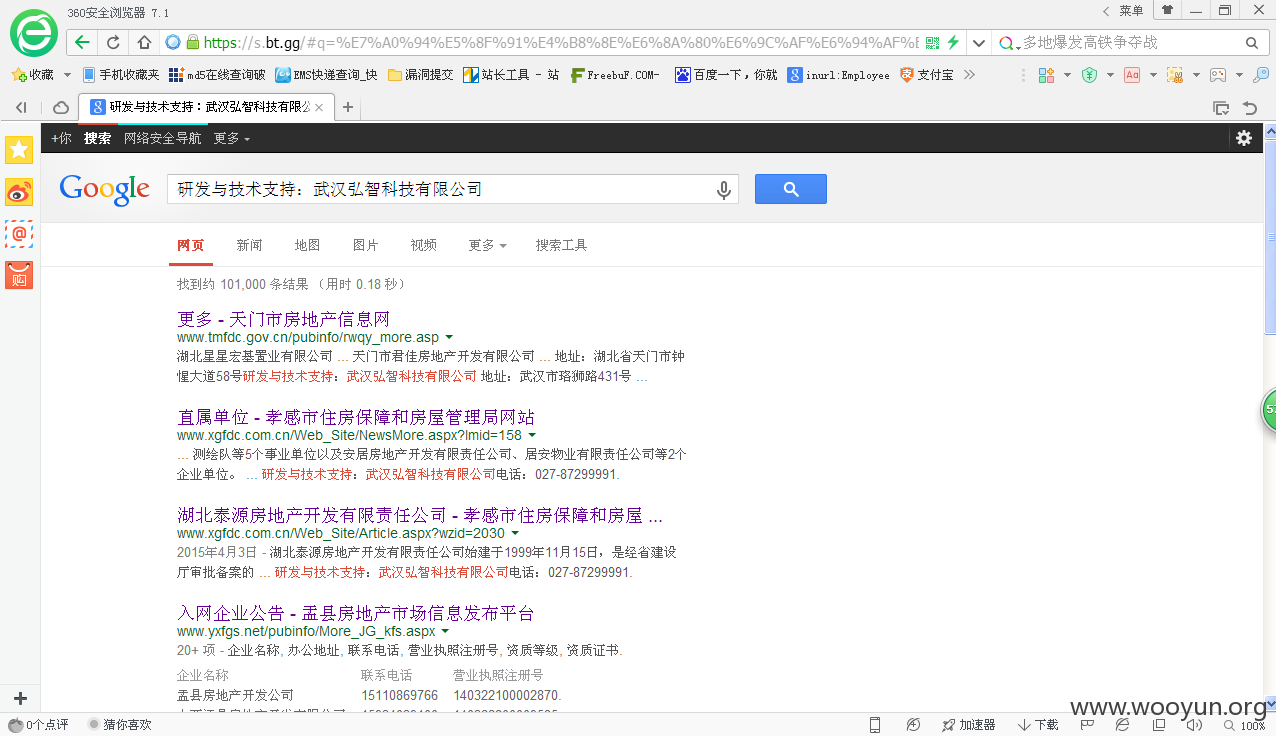 360安全浏览器 7.1
菜单
https://s.bt.gg/#q=%E7%A0%94%E5%8F%91%E4%B8%8E%E6%8A%80%E6%9C%AF%E6%94%AF%E
多地爆发高铁争夺战
收藏 手机收藏夹 md5在线查询破 EMS快递查询_快 漏洞提交 站长工具 - 站 FreebuF.COM- 百度一下，你就 inurl:Employee 支付宝
研发与技术支持：武汉弘智科技有限公
+你 搜索 网络安全导航 更多
Google 研发与技术支持：武汉弘智科技有限公司
网页 新闻 地图 图片 视频 更多 搜索工具
找到约 101,000 条结果 （用时 0.18 秒）
更多 - 天门市房地产信息网
www.tmfdc.gov.cn/pubinfo/rwqy_more.asp
湖北星星宏基置业有限公司 ... 天门市君佳房地产开发有限公司 ... 地址：湖北省天门市钟
惺大道58号研发与技术支持：武汉弘智科技有限公司 地址：武汉市珞狮路431号 ...
直属单位 - 孝感市住房保障和房屋管理局网站
www.xgfdc.com.cn/Web_Site/NewsMore.aspx?lmid=158
... 测绘队等5个事业单位以及安居房地产开发有限责任公司、居安物业有限责任公司等2个
企业单位。 ... 研发与技术支持：武汉弘智科技有限公司电话：027-87299991.
湖北泰源房地产开发有限责任公司 - 孝感市住房保障和房屋 ...
www.xgfdc.com.cn/Web_Site/Article.aspx?wzid=2030
2015年4月3日 - 湖北泰源房地产开发有限责任公司始建于1999年11月15日，是经省建设
厅审批备案的 ... 研发与技术支持：武汉弘智科技有限公司电话：027-87299991.
入网企业公告 - 盂县房地产市场信息发布平台
www.yxfgs.net/pubinfo/More_JG_kfs.aspx
20+ 项 - 企业名称, 办公地址, 联系电话, 营业执照注册号, 资质等级, 资质证书.
企业名称 联系电话 营业执照注册号
盂县房地产开发公司 15110869766 140322100002870.
www.wooyun.org
0个点评 猜你喜欢 加速器 下载 100%